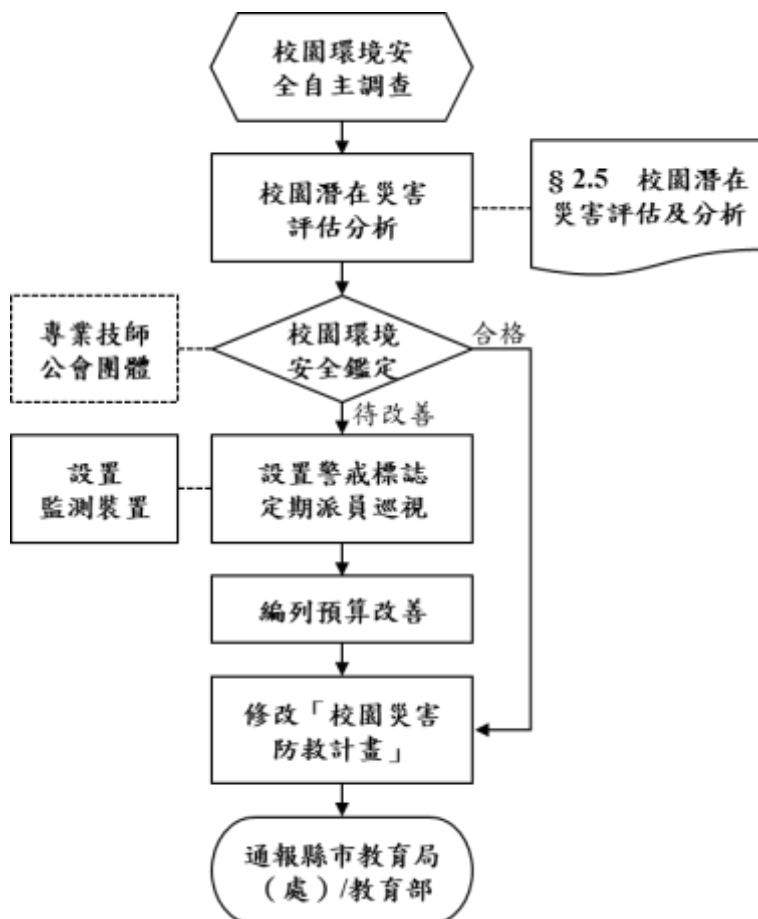 校園環境安
全自主調查
校園潛在災害
評估分析
§ 2.5 校園潛在
災害評估及分析
專業技師
公會團體
校園環境
安全鑑定
合格
待改善
設置
監測裝置
設置警戒標誌
定期派員巡視
編列預算改善
修改「校園災害
防救計畫」
通報縣市教育局
（處）/教育部